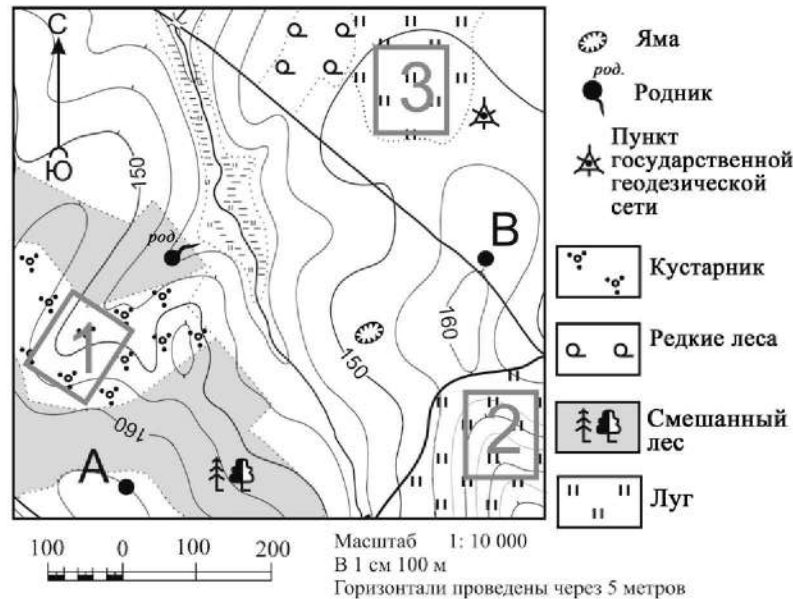 С
Ю
150
род.
3
В
160
1
150
2
160
А
Яма
род.
Родник
Пункт
государственной
геодезической
сети
Кустарник
Редкие леса
Смешанный
лес
Луг
100 0 100 200
Масштаб 1: 10 000
В 1 см 100 м
Горизонтали проведены через 5 метров